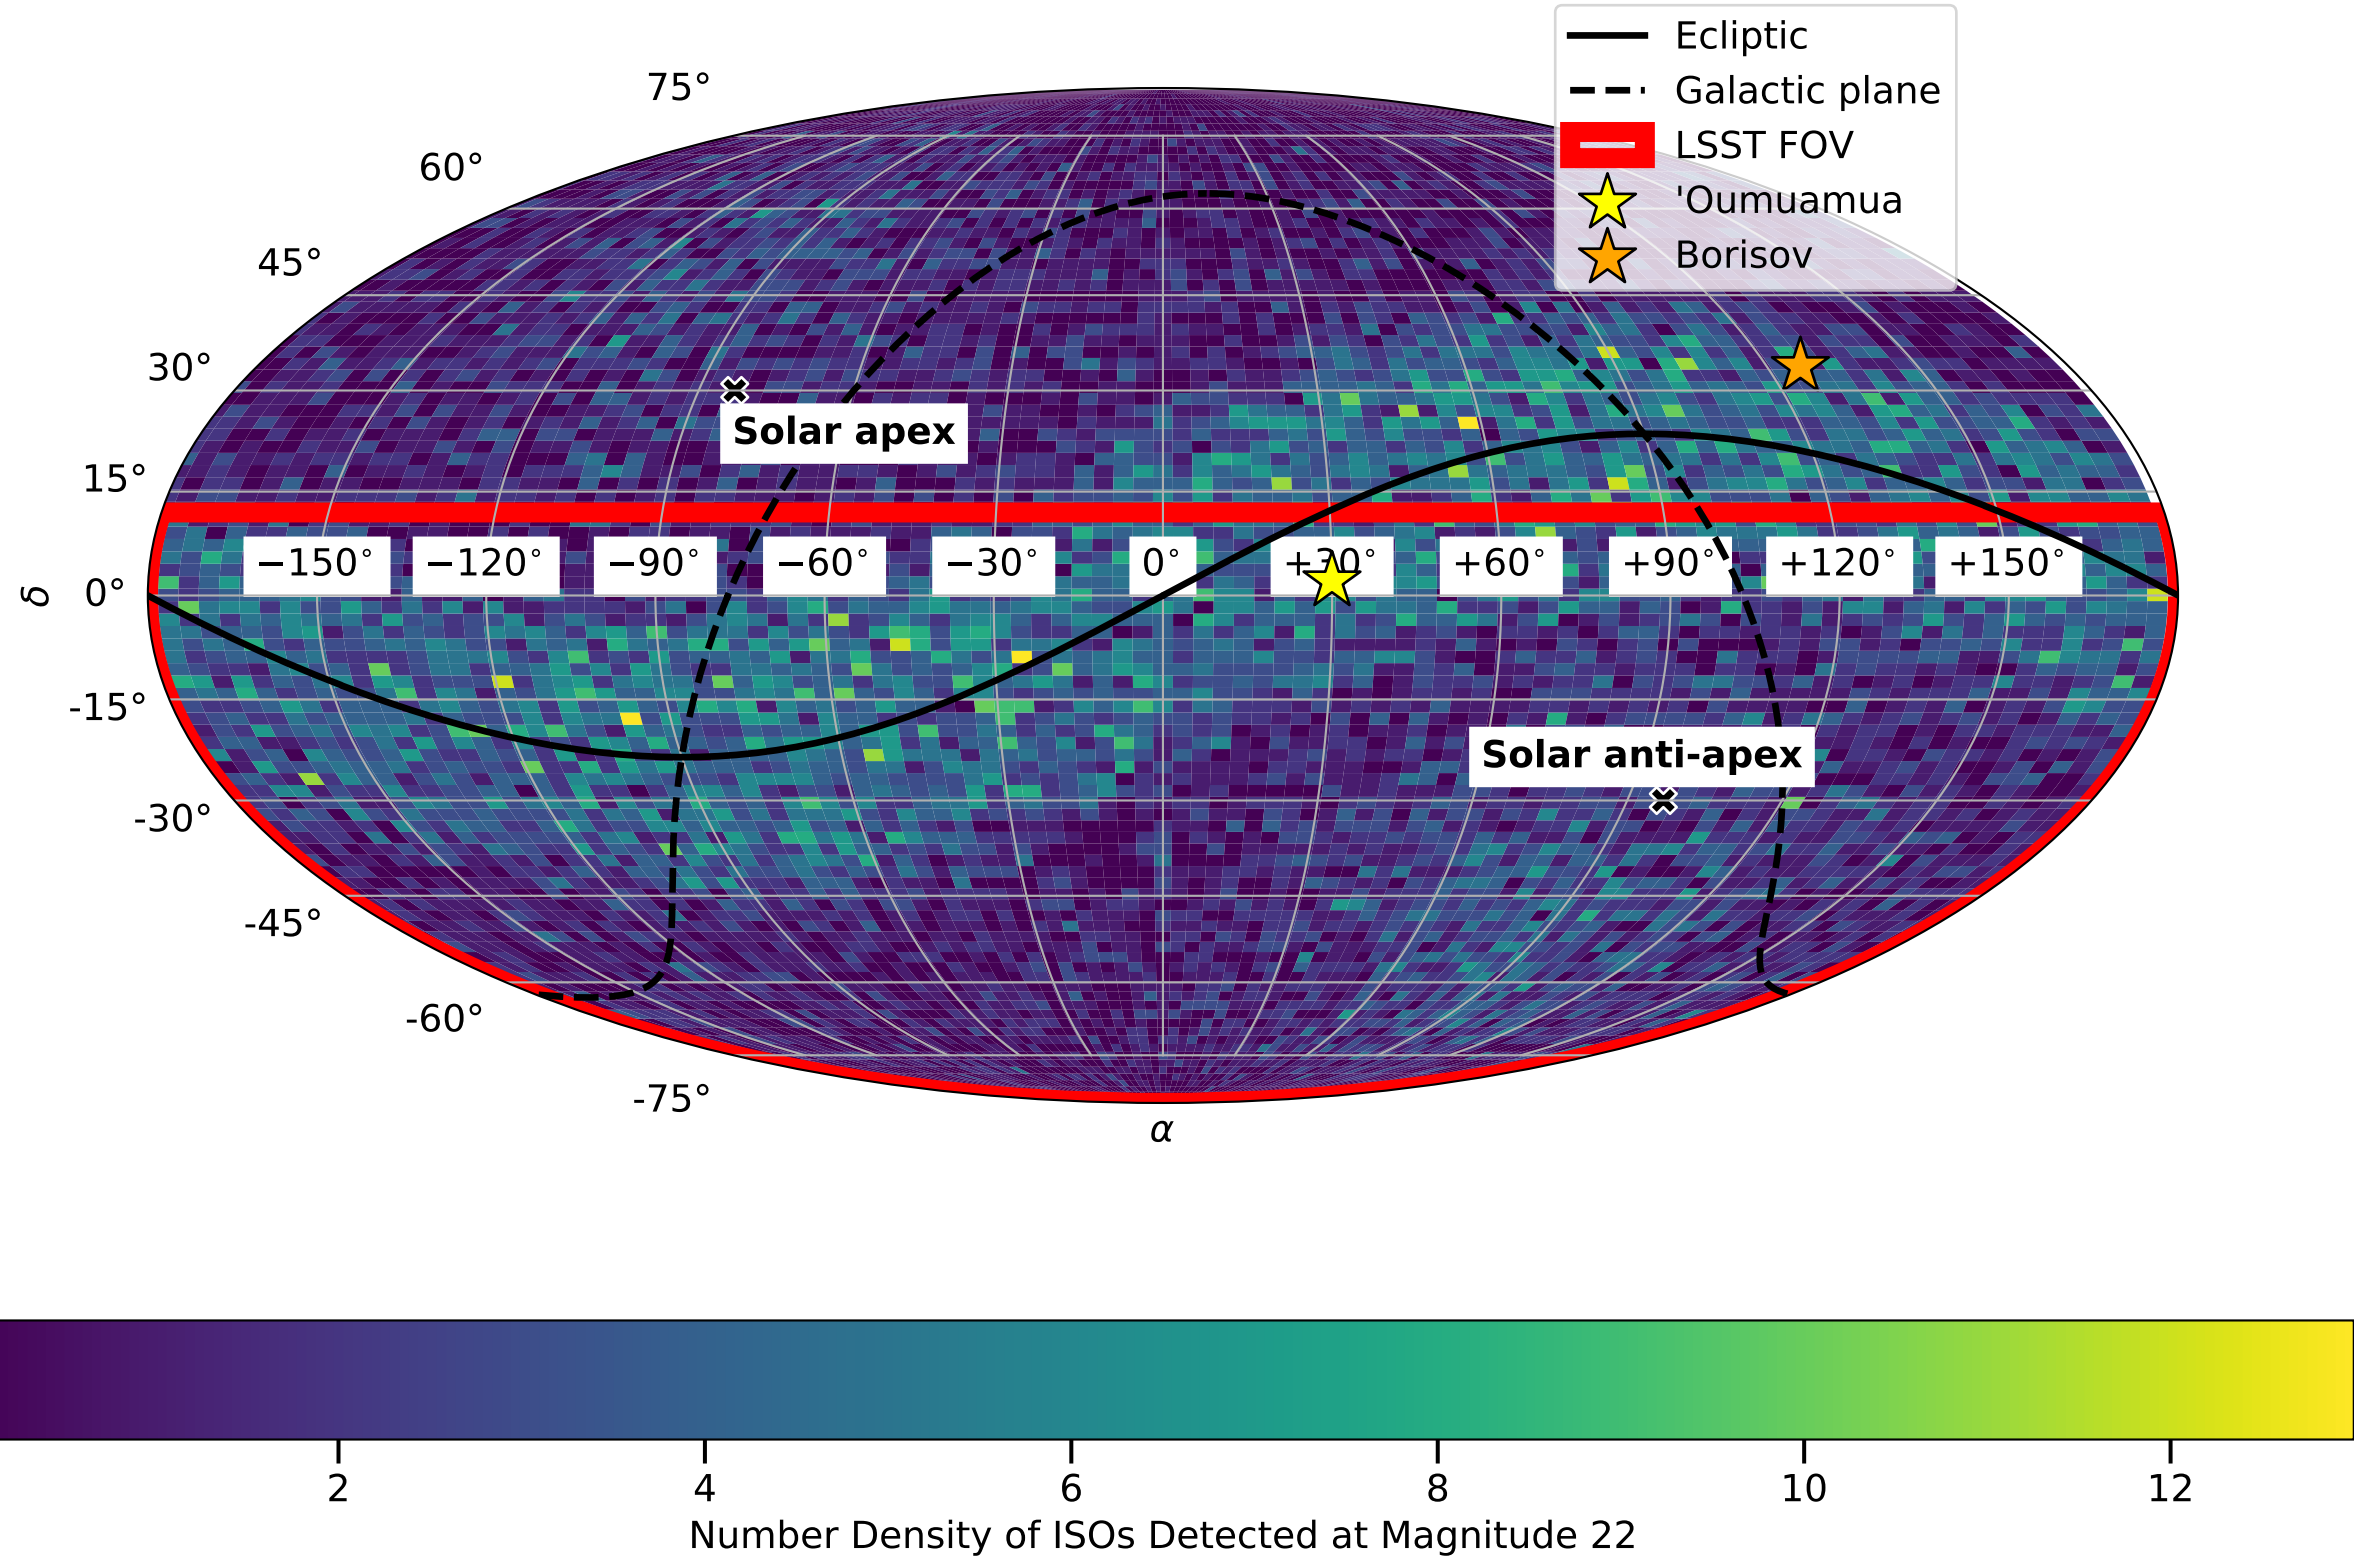 Ecliptic
Galactic plane
LSST FOV
'Oumuamua
Borisov
75°
60°
45°
30°
15°
0°
-15°
-30°
-45°
-60°
-75°
δ
Solar apex
−150° −120° −90° −60° −30° 0° +30° +60° +90° +120° +150°
Solar anti-apex
α
2 4 6 8 10 12
Number Density of ISOs Detected at Magnitude 22